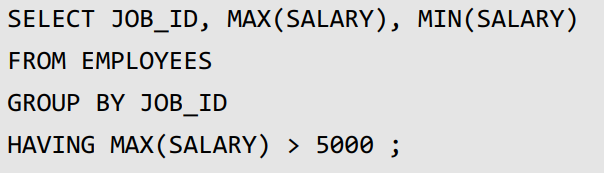 SELECT JOB_ID, MAX(SALARY), MIN(SALARY)
FROM EMPLOYEES
GROUP BY JOB_ID
HAVING MAX(SALARY) > 5000 ;